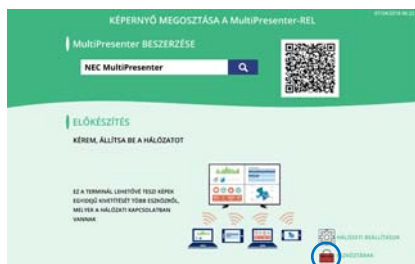 KÉPERNYŐ MEGOSZTÁSA A MultiPresenter-REL
MultiPresenter BESZERZÉSE
NEC MultiPresenter
ELŐKÉSZÍTÉS
KÉREM, ÁLLÍTSA BE A HÁLÓZATOT
EZ A TERMINÁL LEHETŐVÉ TESZI KÉPEK
EGYIDEJŰ KIVETÍTÉSÉT TÖBB ESZKÖZRŐL,
MELYEK A HÁLÓZATI KAPCSOLATBAN
VANNAK
HÁLÓZATI BEÁLLÍTÁSOK